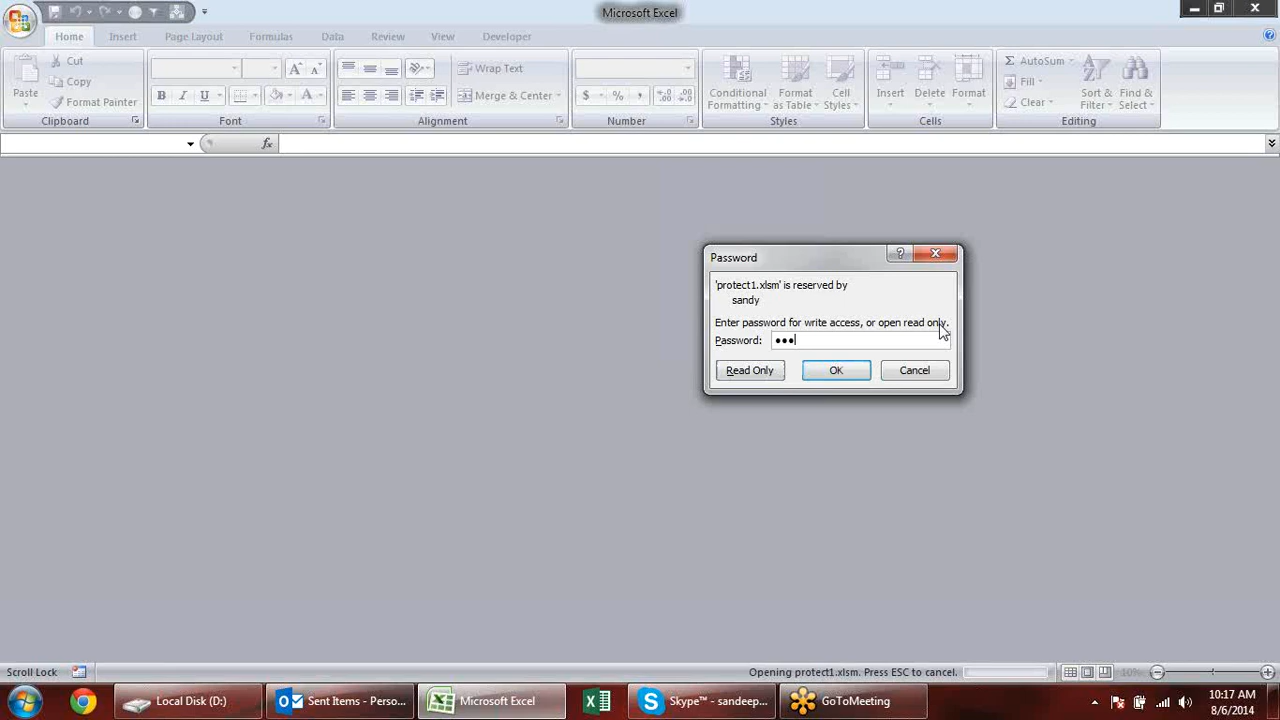 Microsoft Excel
Home Insert Page Layout Formulas Data Review View Developer
Paste
Cut
Copy
Format Painter
Clipboard
B I U A A A
Font
Wrap Text
Merge & Center
Alignment
$ % ,
Number
Conditional
Formatting
Format
as Table
Cell
Styles
Styles
Insert
Delete
Format
Cells
Σ AutoSum
Fill
Clear
Sort &
Filter
Find &
Select
Editing
fx
Password
'protect1.xlsm' is reserved by
sandy
Enter password for write access, or open read only.
Password: •••
Read Only OK Cancel
Scroll Lock
Opening protect1.xlsm. Press ESC to cancel.
10%
Local Disk (D:)
Sent Items - Perso...
Microsoft Excel
Skype™ - sandeep...
GoToMeeting
10:17 AM
8/6/2014